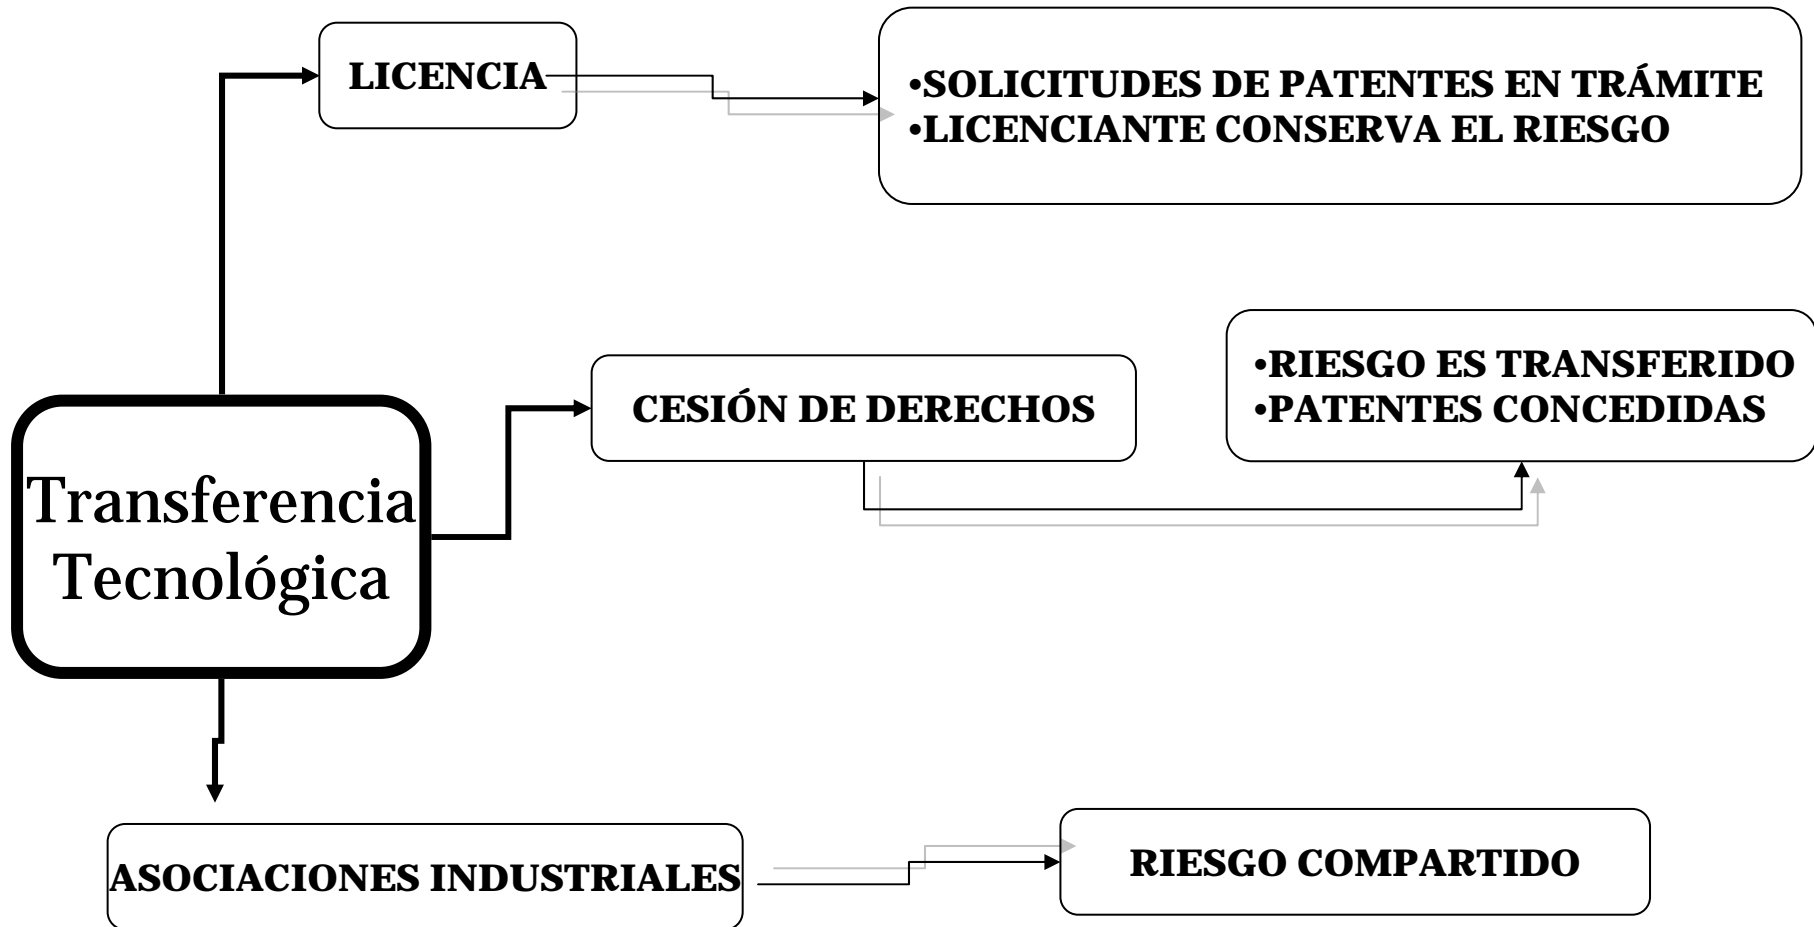 LICENCIA
•SOLICITUDES DE PATENTES EN TRÁMITE
•LICENCIANTE CONSERVA EL RIESGO
•RIESGO ES TRANSFERIDO
•PATENTES CONCEDIDAS
CESIÓN DE DERECHOS
Transferencia
Tecnológica
ASOCIACIONES INDUSTRIALES
RIESGO COMPARTIDO